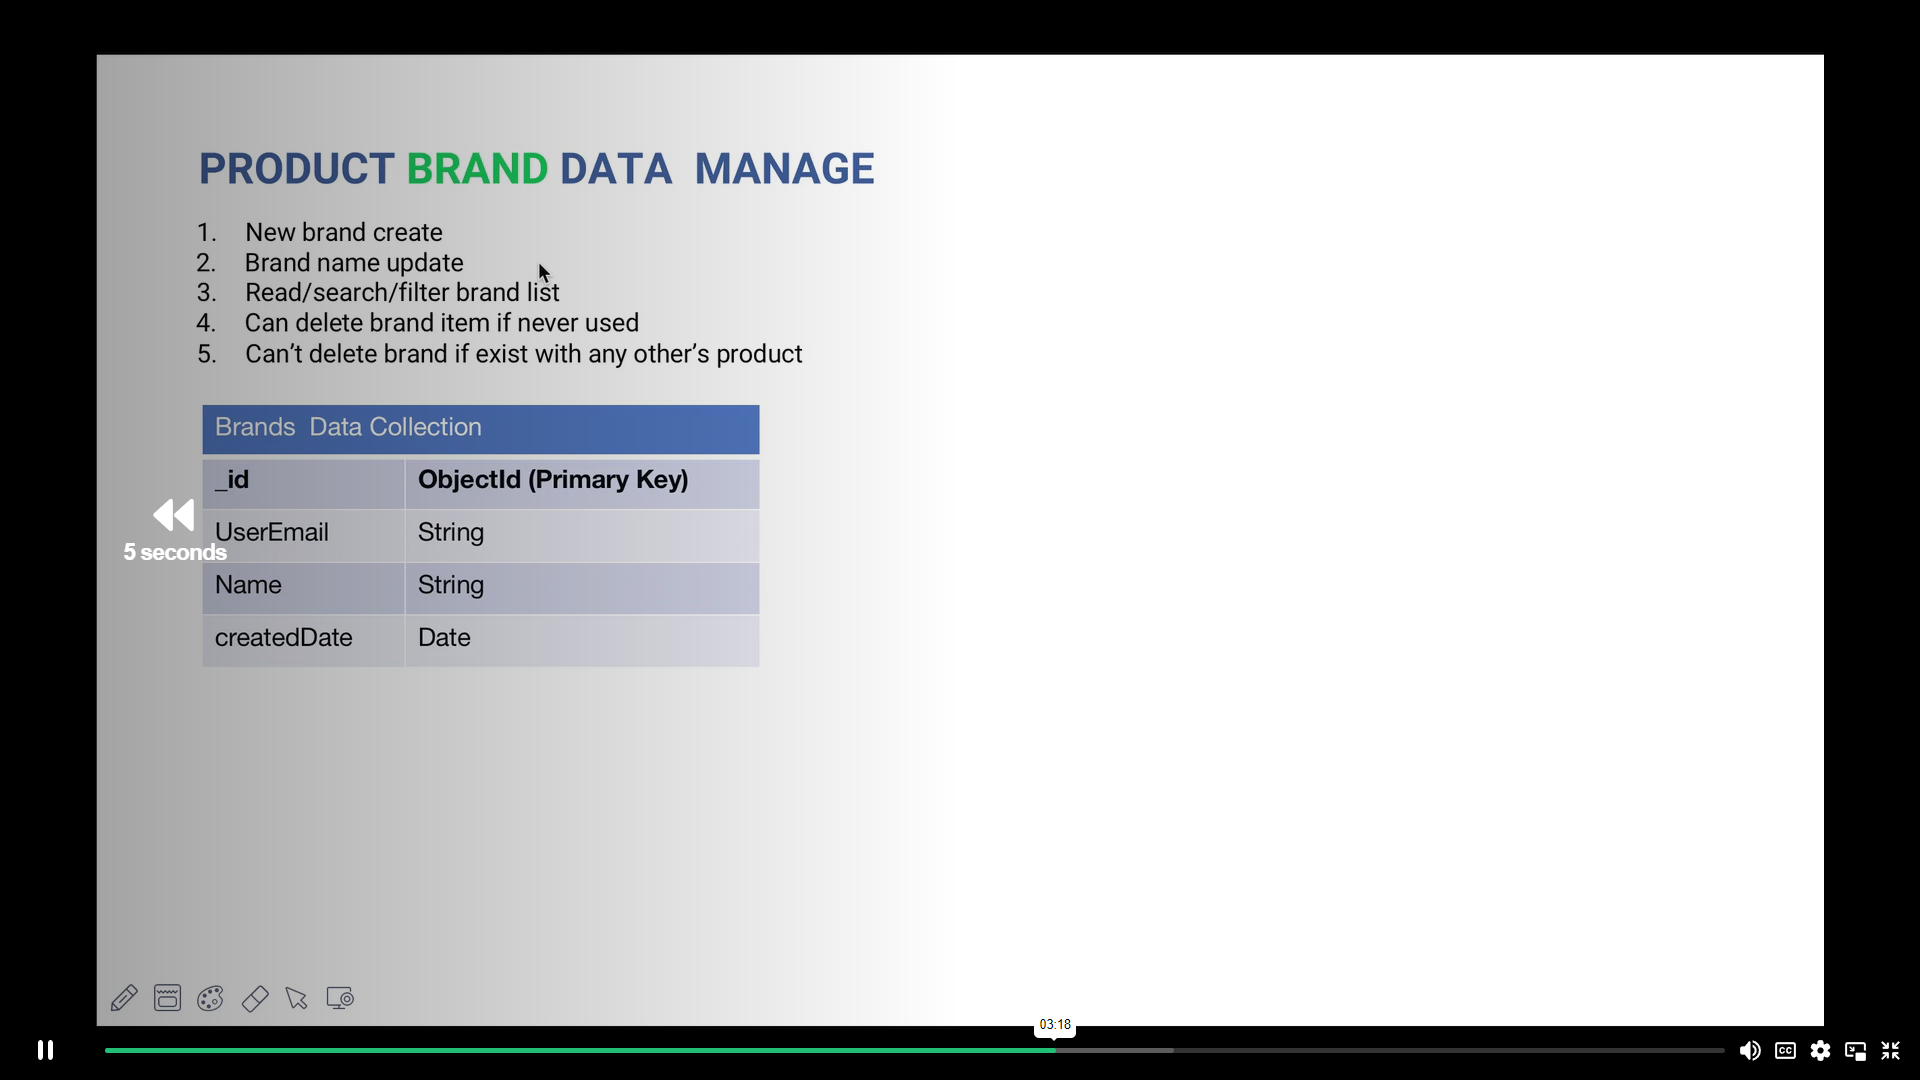 PRODUCT BRAND DATA MANAGE
1. New brand create
2. Brand name update
3. Read/search/filter brand list
4. Can delete brand item if never used
5. Can’t delete brand if exist with any other’s product
Brands Data Collection
_id ObjectId (Primary Key)
UserEmail String
5 seconds
Name String
createdDate Date
03:18
CC